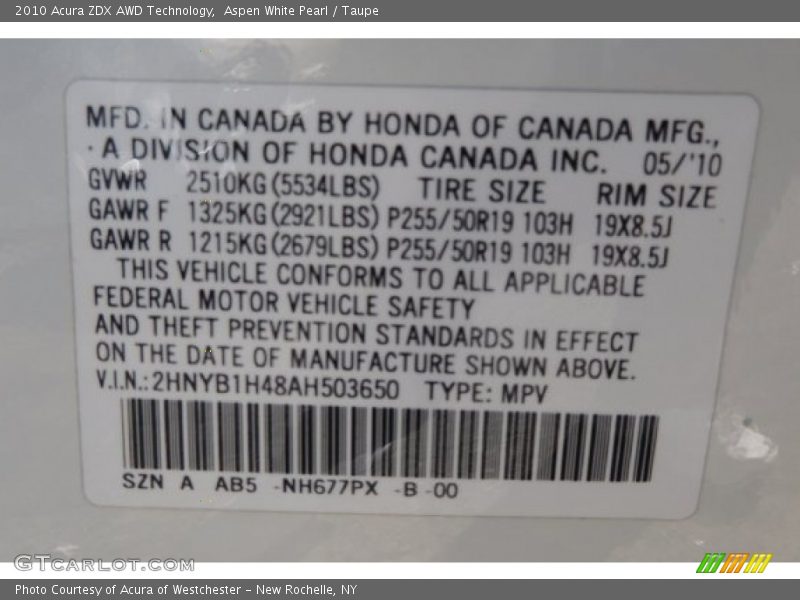 2010 Acura ZDX AWD Technology,  Aspen White Pearl / Taupe
MFD. IN CANADA BY HONDA OF CANADA MFG.,
A DIVISION OF HONDA CANADA INC. 05/'10
GVWR 2510KG(5534LBS) TIRE SIZE RIM SIZE
GAWR F 1325KG(2921LBS) P255/50R19 103H 19X8.5J
GAWR R 1215KG(2679LBS) P255/50R19 103H 19X8.5J
THIS VEHICLE CONFORMS TO ALL APPLICABLE
FEDERAL MOTOR VEHICLE SAFETY
AND THEFT PREVENTION STANDARDS IN EFFECT
ON THE DATE OF MANUFACTURE SHOWN ABOVE.
V.I.N.:2HNYB1H48AH503650 TYPE: MPV
SZN A AB5 -NH677PX -B -00
GTCARLOT.COM
Photo Courtesy of Acura of Westchester - New Rochelle, NY